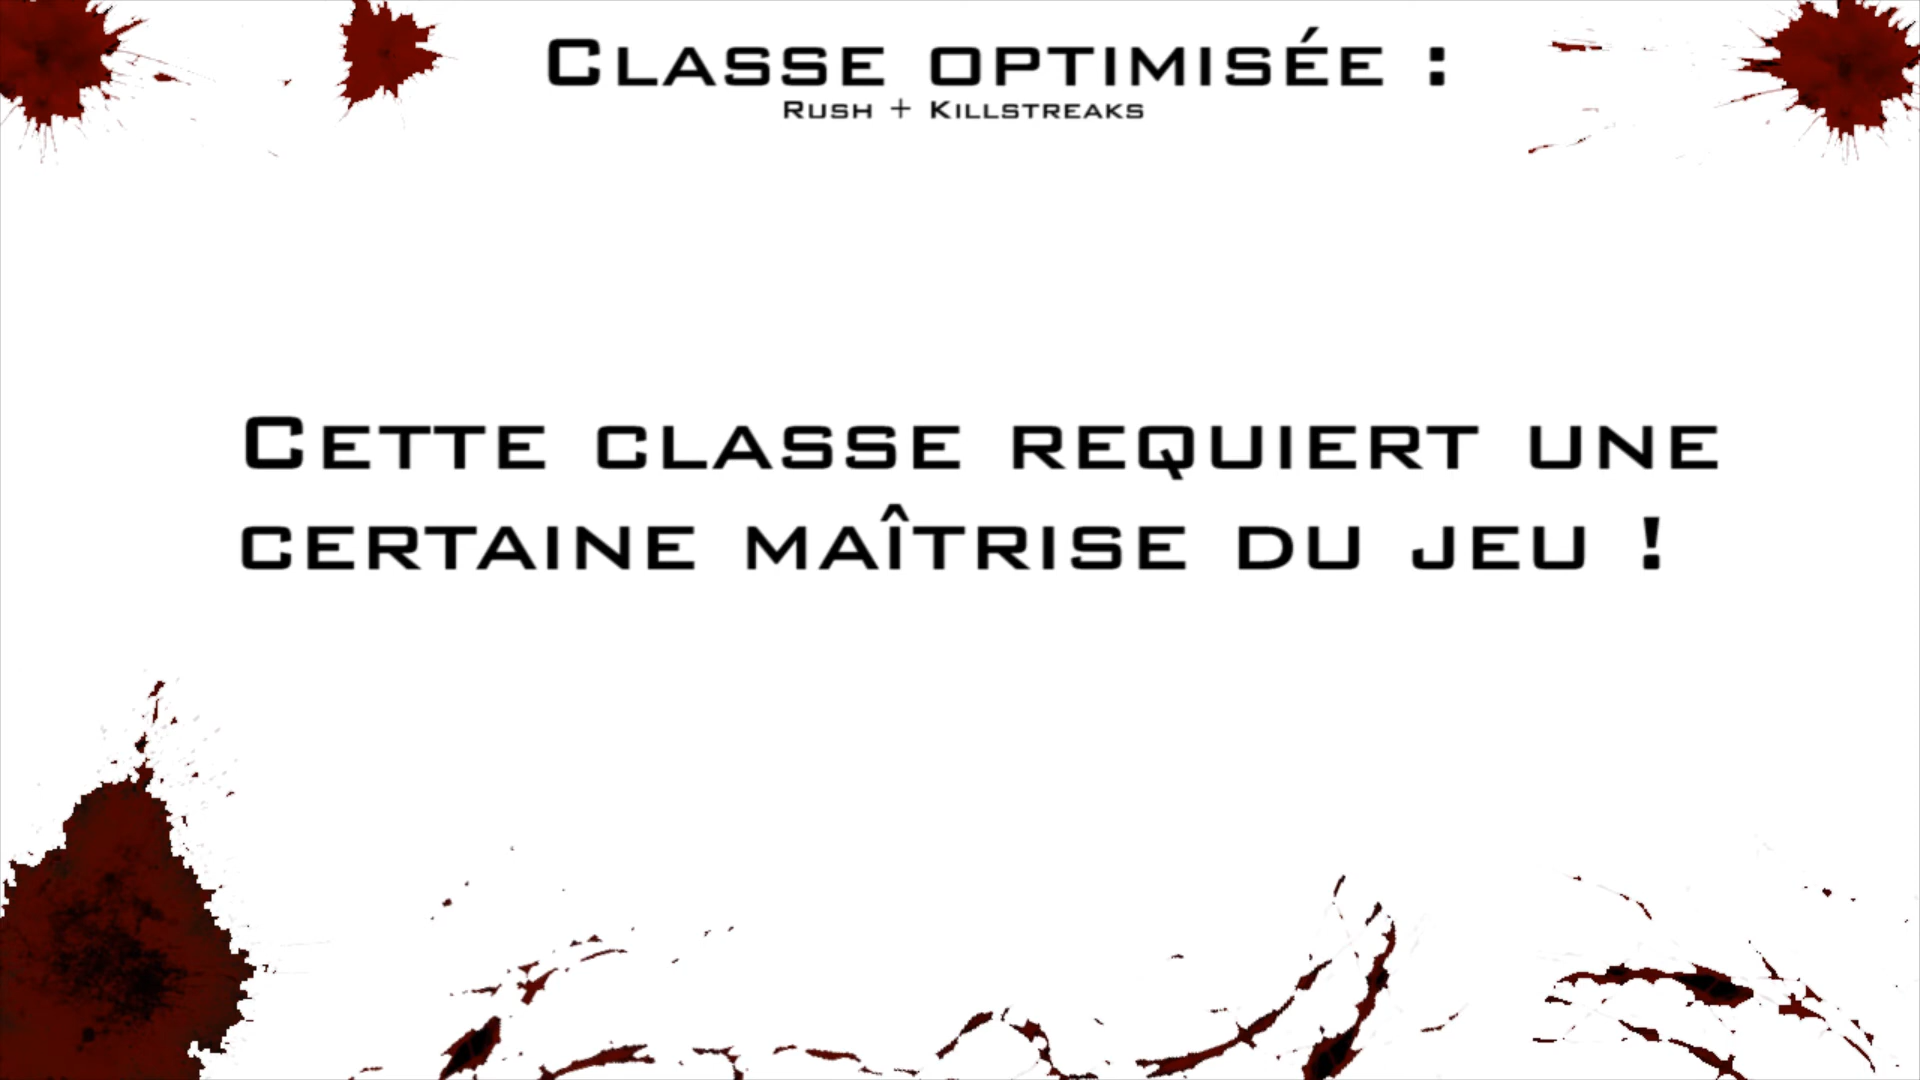 Classe optimisée :
Rush + Killstreaks
Cette classe requiert une
certaine maîtrise du jeu !